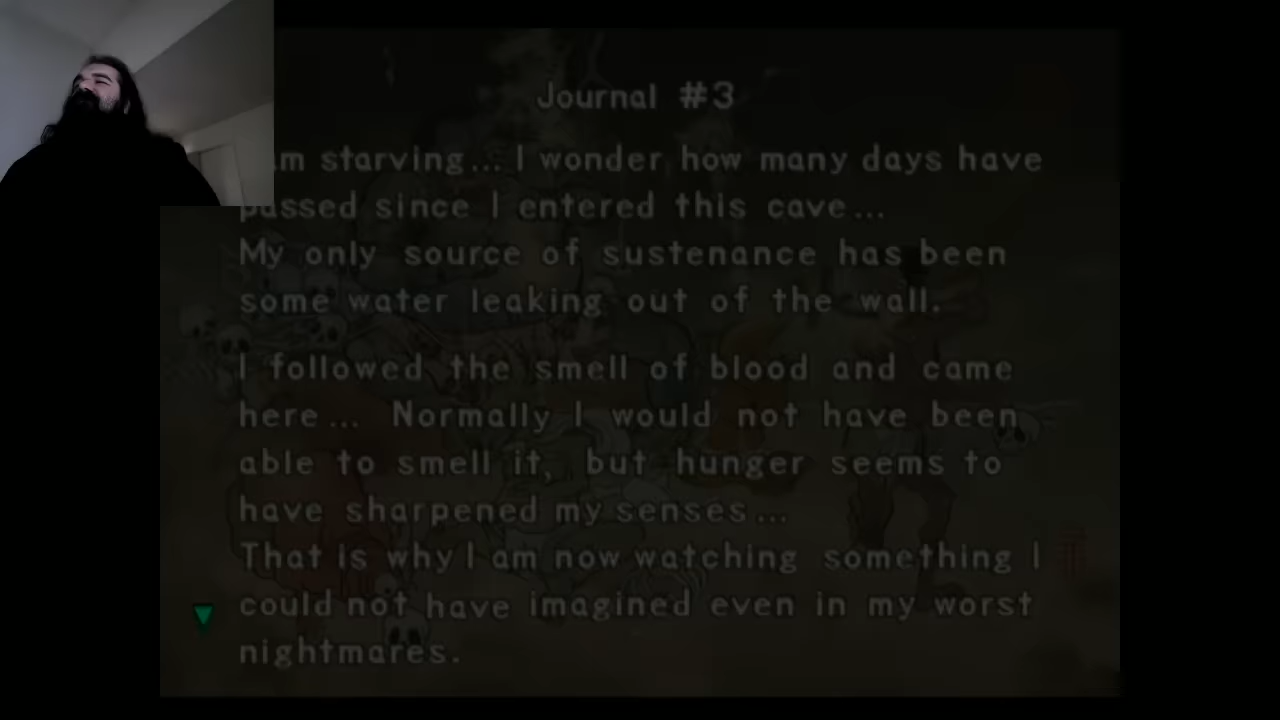 Journal #3
m starving... I wonder how many days have
passed since I entered this cave...
My only source of sustenance has been
some water leaking out of the wall.
I followed the smell of blood and came
here... Normally I would not have been
able to smell it, but hunger seems to
have sharpened my senses...
That is why I am now watching something I
could not have imagined even in my worst
nightmares.